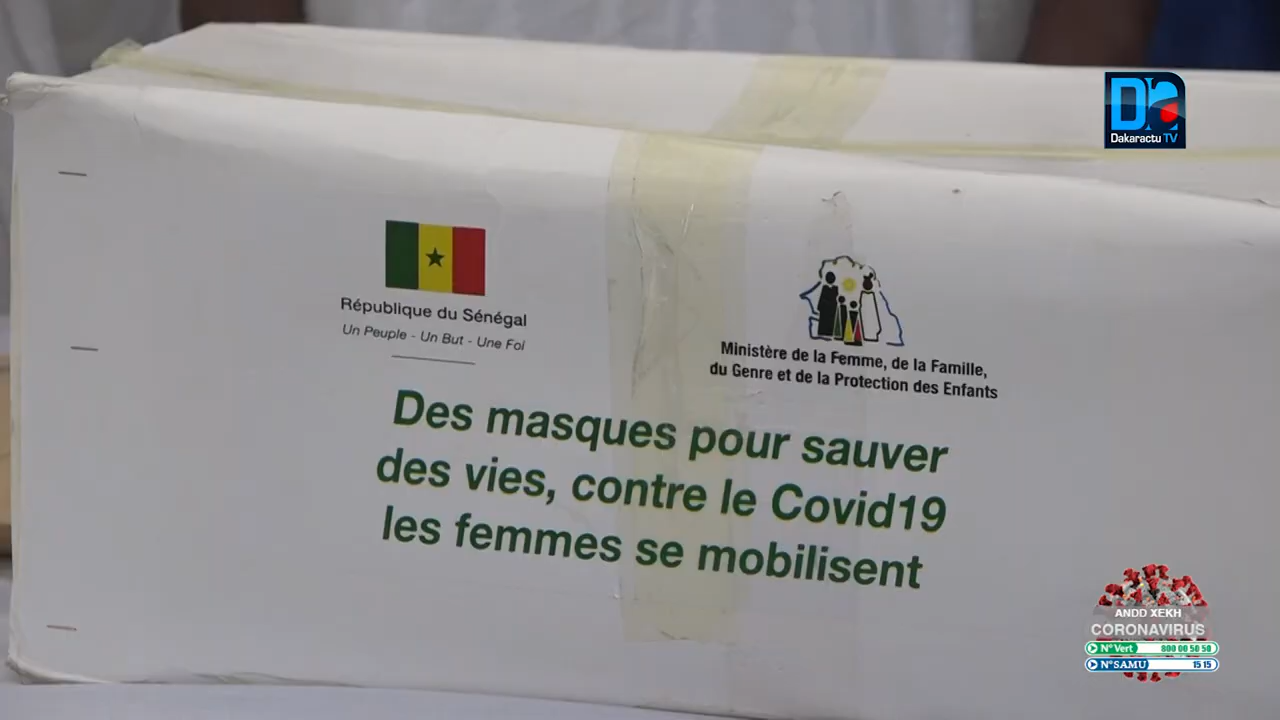 Dakaractu TV
République du Sénégal
Un Peuple - Un But - Une Foi
Ministère de la Femme, de la Famille,
du Genre et de la Protection des Enfants
Des masques pour sauver
des vies, contre le Covid19
les femmes se mobilisent
ANDD XEKH
CORONAVIRUS
N°Vert 800 00 50 50
N°SAMU 15 15